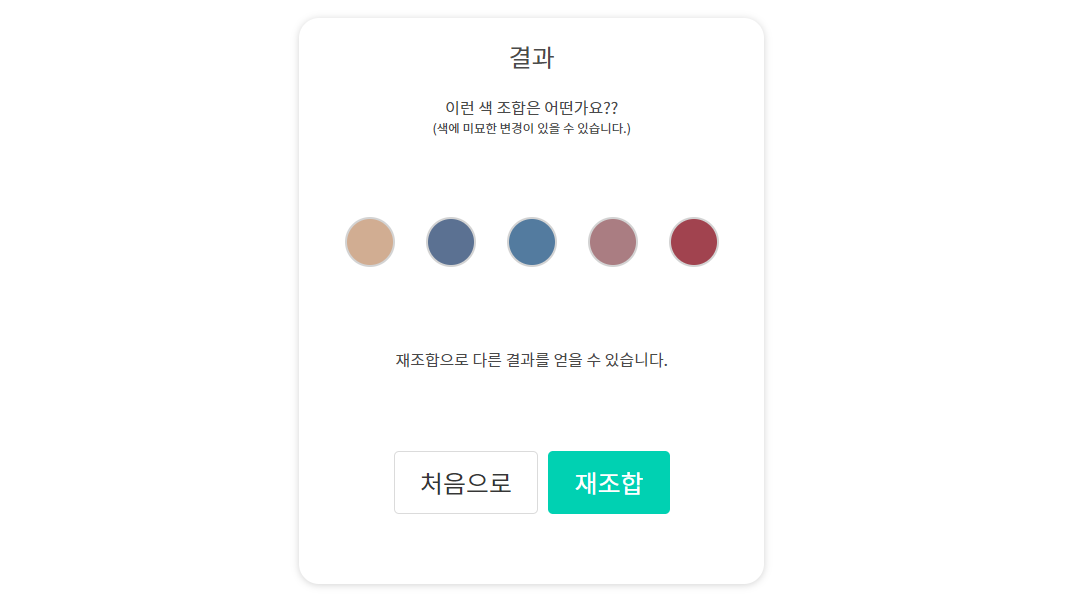 결과
이런 색 조합은 어떤가요??
(색에 미묘한 변경이 있을 수 있습니다.)
재조합으로 다른 결과를 얻을 수 있습니다.
처음으로
재조합